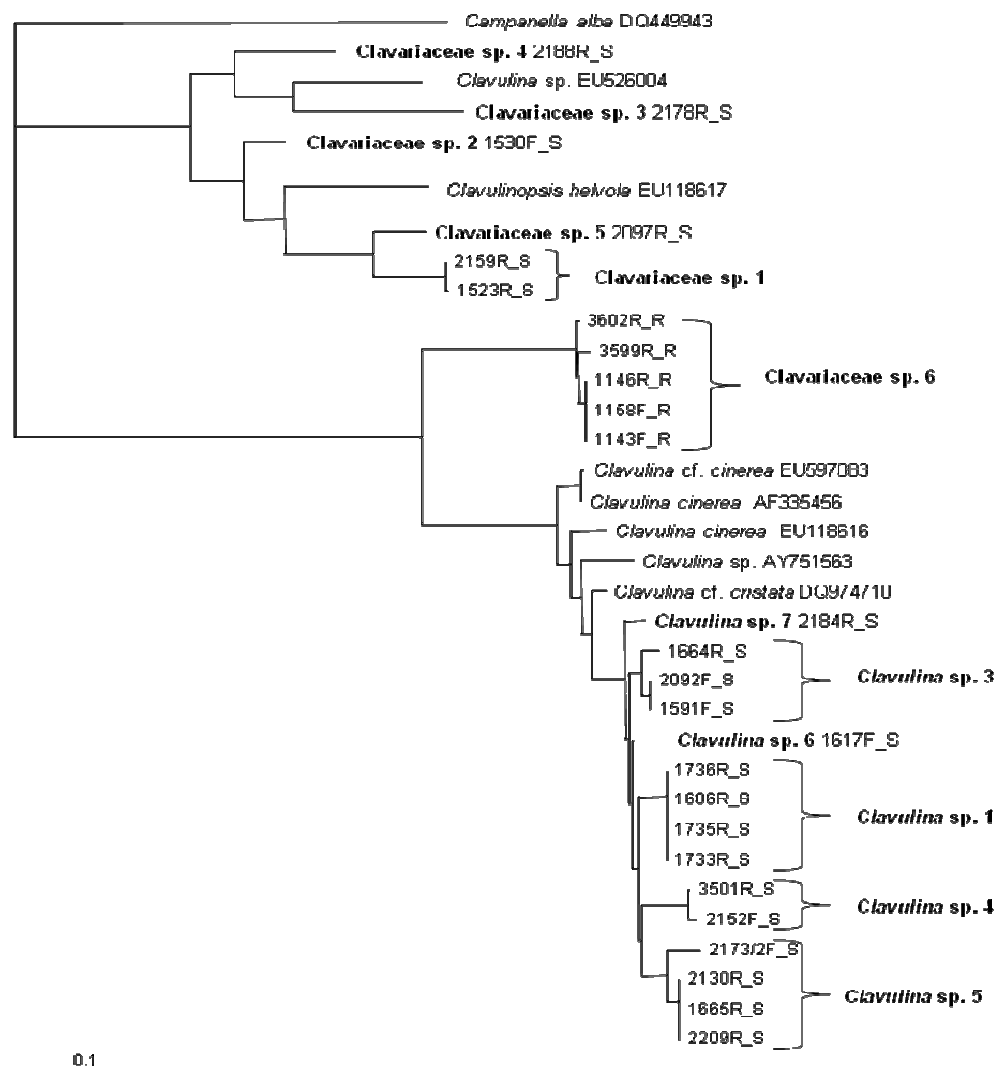 Campanella alba DQ449943
Clavariaceae sp. 4 2188R_S
Clavulina sp. EU526004
Clavariaceae sp. 3 2178R_S
Clavariaceae sp. 2 1530F_S
Clavulinopsis helvola EU118617
Clavariaceae sp. 5 2097R_S
2159R_S
Clavariaceae sp. 1
1523R_S
3602R_R
3599R_R
Clavariaceae sp. 6
1146R_R
1158F_R
1143F_R
Clavulina cf. cinerea EU597083
Clavulina cinerea AF335456
Clavulina cinerea EU118616
Clavulina sp. AY751563
Clavulina cf. cristata DQ974710
Clavulina sp. 7 2184R_S
1664R_S
Clavulina sp. 3
2092F_S
1591F_S
Clavulina sp. 6 1617F_S
1736R_S
1606R_S
Clavulina sp. 1
1735R_S
1733R_S
3501R_S
Clavulina sp. 4
2152F_S
2173/2F_S
2130R_S
Clavulina sp. 5
1665R_S
2209R_S
0.1